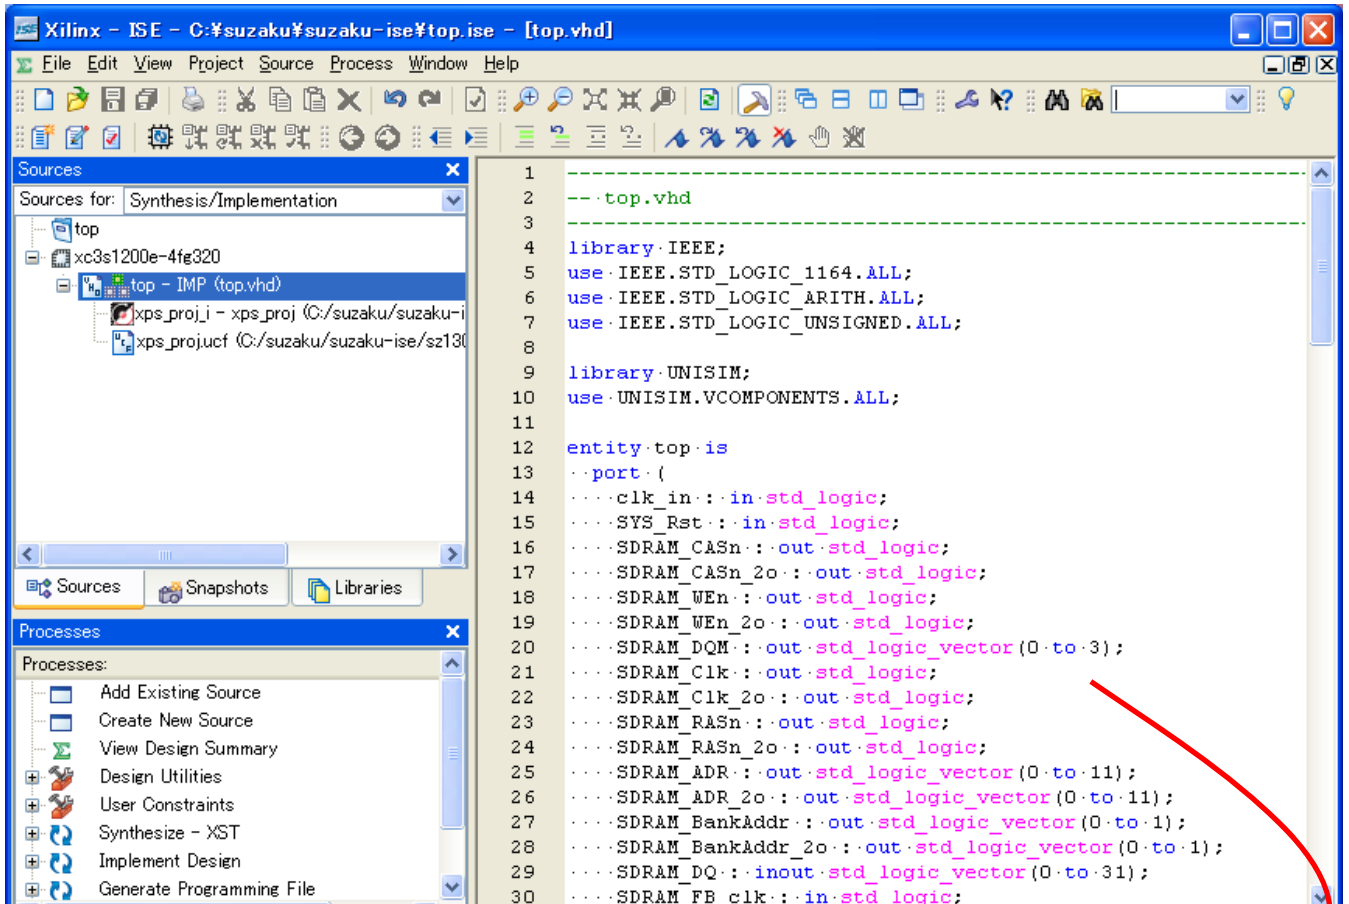 Xilinx - ISE - C:¥suzaku¥suzaku-ise¥top.ise - [top.vhd]
File Edit View Project Source Process Window Help
Sources
Sources for: Synthesis/Implementation
top
xc3s1200e-4fg320
top - IMP (top.vhd)
xps_proj_i - xps_proj (C:/suzaku/suzaku-i
xps_proj.ucf (C:/suzaku/suzaku-ise/sz130
Sources Snapshots Libraries
Processes
Processes:
Add Existing Source
Create New Source
View Design Summary
Design Utilities
User Constraints
Synthesize - XST
Implement Design
Generate Programming File
1 ------------------------------------------------------------
2 --·top.vhd
3 ------------------------------------------------------------
4 library·IEEE;
5 use·IEEE.STD_LOGIC_1164.ALL;
6 use·IEEE.STD_LOGIC_ARITH.ALL;
7 use·IEEE.STD_LOGIC_UNSIGNED.ALL;
8
9 library·UNISIM;
10 use·UNISIM.VCOMPONENTS.ALL;
11
12 entity·top·is
13 ··port·(
14 ····clk_in·:·in·std_logic;
15 ····SYS_Rst·:·in·std_logic;
16 ····SDRAM_CASn·:·out·std_logic;
17 ····SDRAM_CASn_2o·:·out·std_logic;
18 ····SDRAM_WEn·:·out·std_logic;
19 ····SDRAM_WEn_2o·:·out·std_logic;
20 ····SDRAM_DQM·:·out·std_logic_vector(0·to·3);
21 ····SDRAM_Clk·:·out·std_logic;
22 ····SDRAM_Clk_2o·:·out·std_logic;
23 ····SDRAM_RASn·:·out·std_logic;
24 ····SDRAM_RASn_2o·:·out·std_logic;
25 ····SDRAM_ADR·:·out·std_logic_vector(0·to·11);
26 ····SDRAM_ADR_2o·:·out·std_logic_vector(0·to·11);
27 ····SDRAM_BankAddr·:·out·std_logic_vector(0·to·1);
28 ····SDRAM_BankAddr_2o·:·out·std_logic_vector(0·to·1);
29 ····SDRAM_DQ·:·inout·std_logic_vector(0·to·31);
30 ····SDRAM_FB_clk·:·in·std_logic;